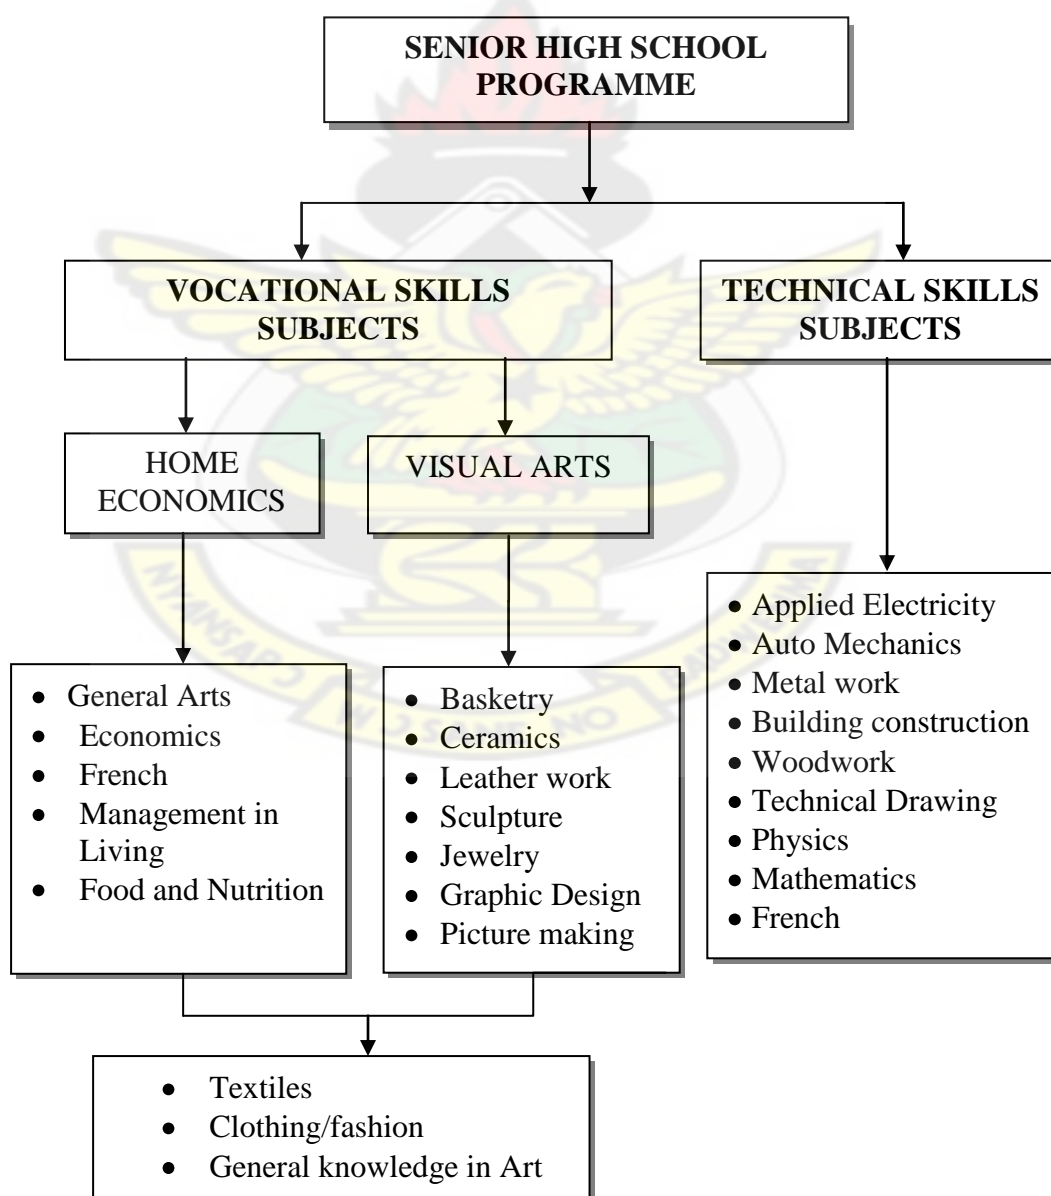 SENIOR HIGH SCHOOL
PROGRAMME
VOCATIONAL SKILLS
SUBJECTS
TECHNICAL SKILLS
SUBJECTS
HOME
ECONOMICS
VISUAL ARTS
• General Arts
• Economics
• French
• Management in
Living
• Food and Nutrition
• Basketry
• Ceramics
• Leather work
• Sculpture
• Jewelry
• Graphic Design
• Picture making
• Applied Electricity
• Auto Mechanics
• Metal work
• Building construction
• Woodwork
• Technical Drawing
• Physics
• Mathematics
• French
• Textiles
• Clothing/fashion
• General knowledge in Art